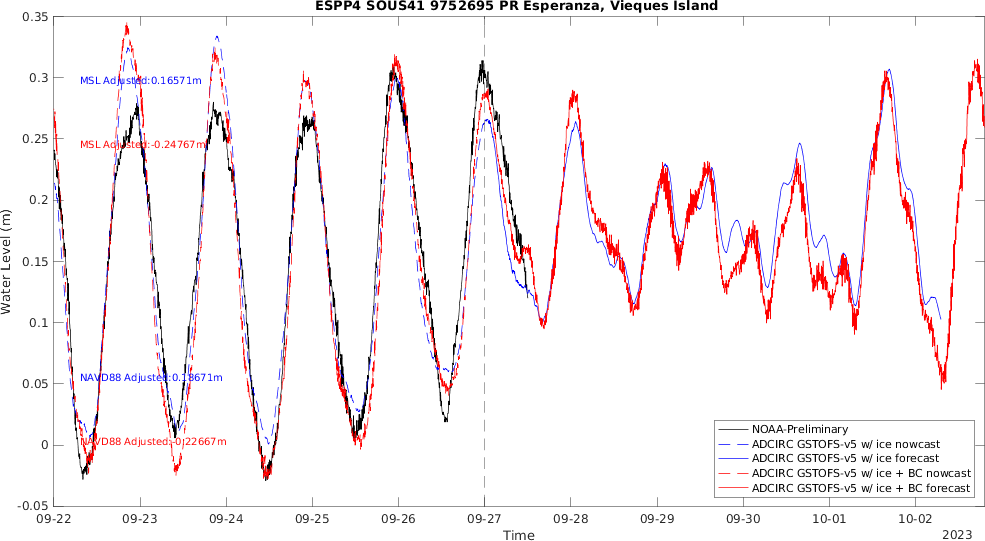 ESPP4 SOUS41 9752695 PR Esperanza, Vieques Island
0.35
0.3
0.25
0.2
0.15
0.1
0.05
0
-0.05
Water Level (m)
MSL Adjusted:0.16571m
MSL Adjusted:-0.24767m
NAVD88 Adjusted:0.18671m
NAVD88 Adjusted:-0.22667m
NOAA-Preliminary
ADCIRC GSTOFS-v5 w/ ice nowcast
ADCIRC GSTOFS-v5 w/ ice forecast
ADCIRC GSTOFS-v5 w/ ice + BC nowcast
ADCIRC GSTOFS-v5 w/ ice + BC forecast
09-22 09-23 09-24 09-25 09-26 09-27 09-28 09-29 09-30 10-01 10-02
2023
Time